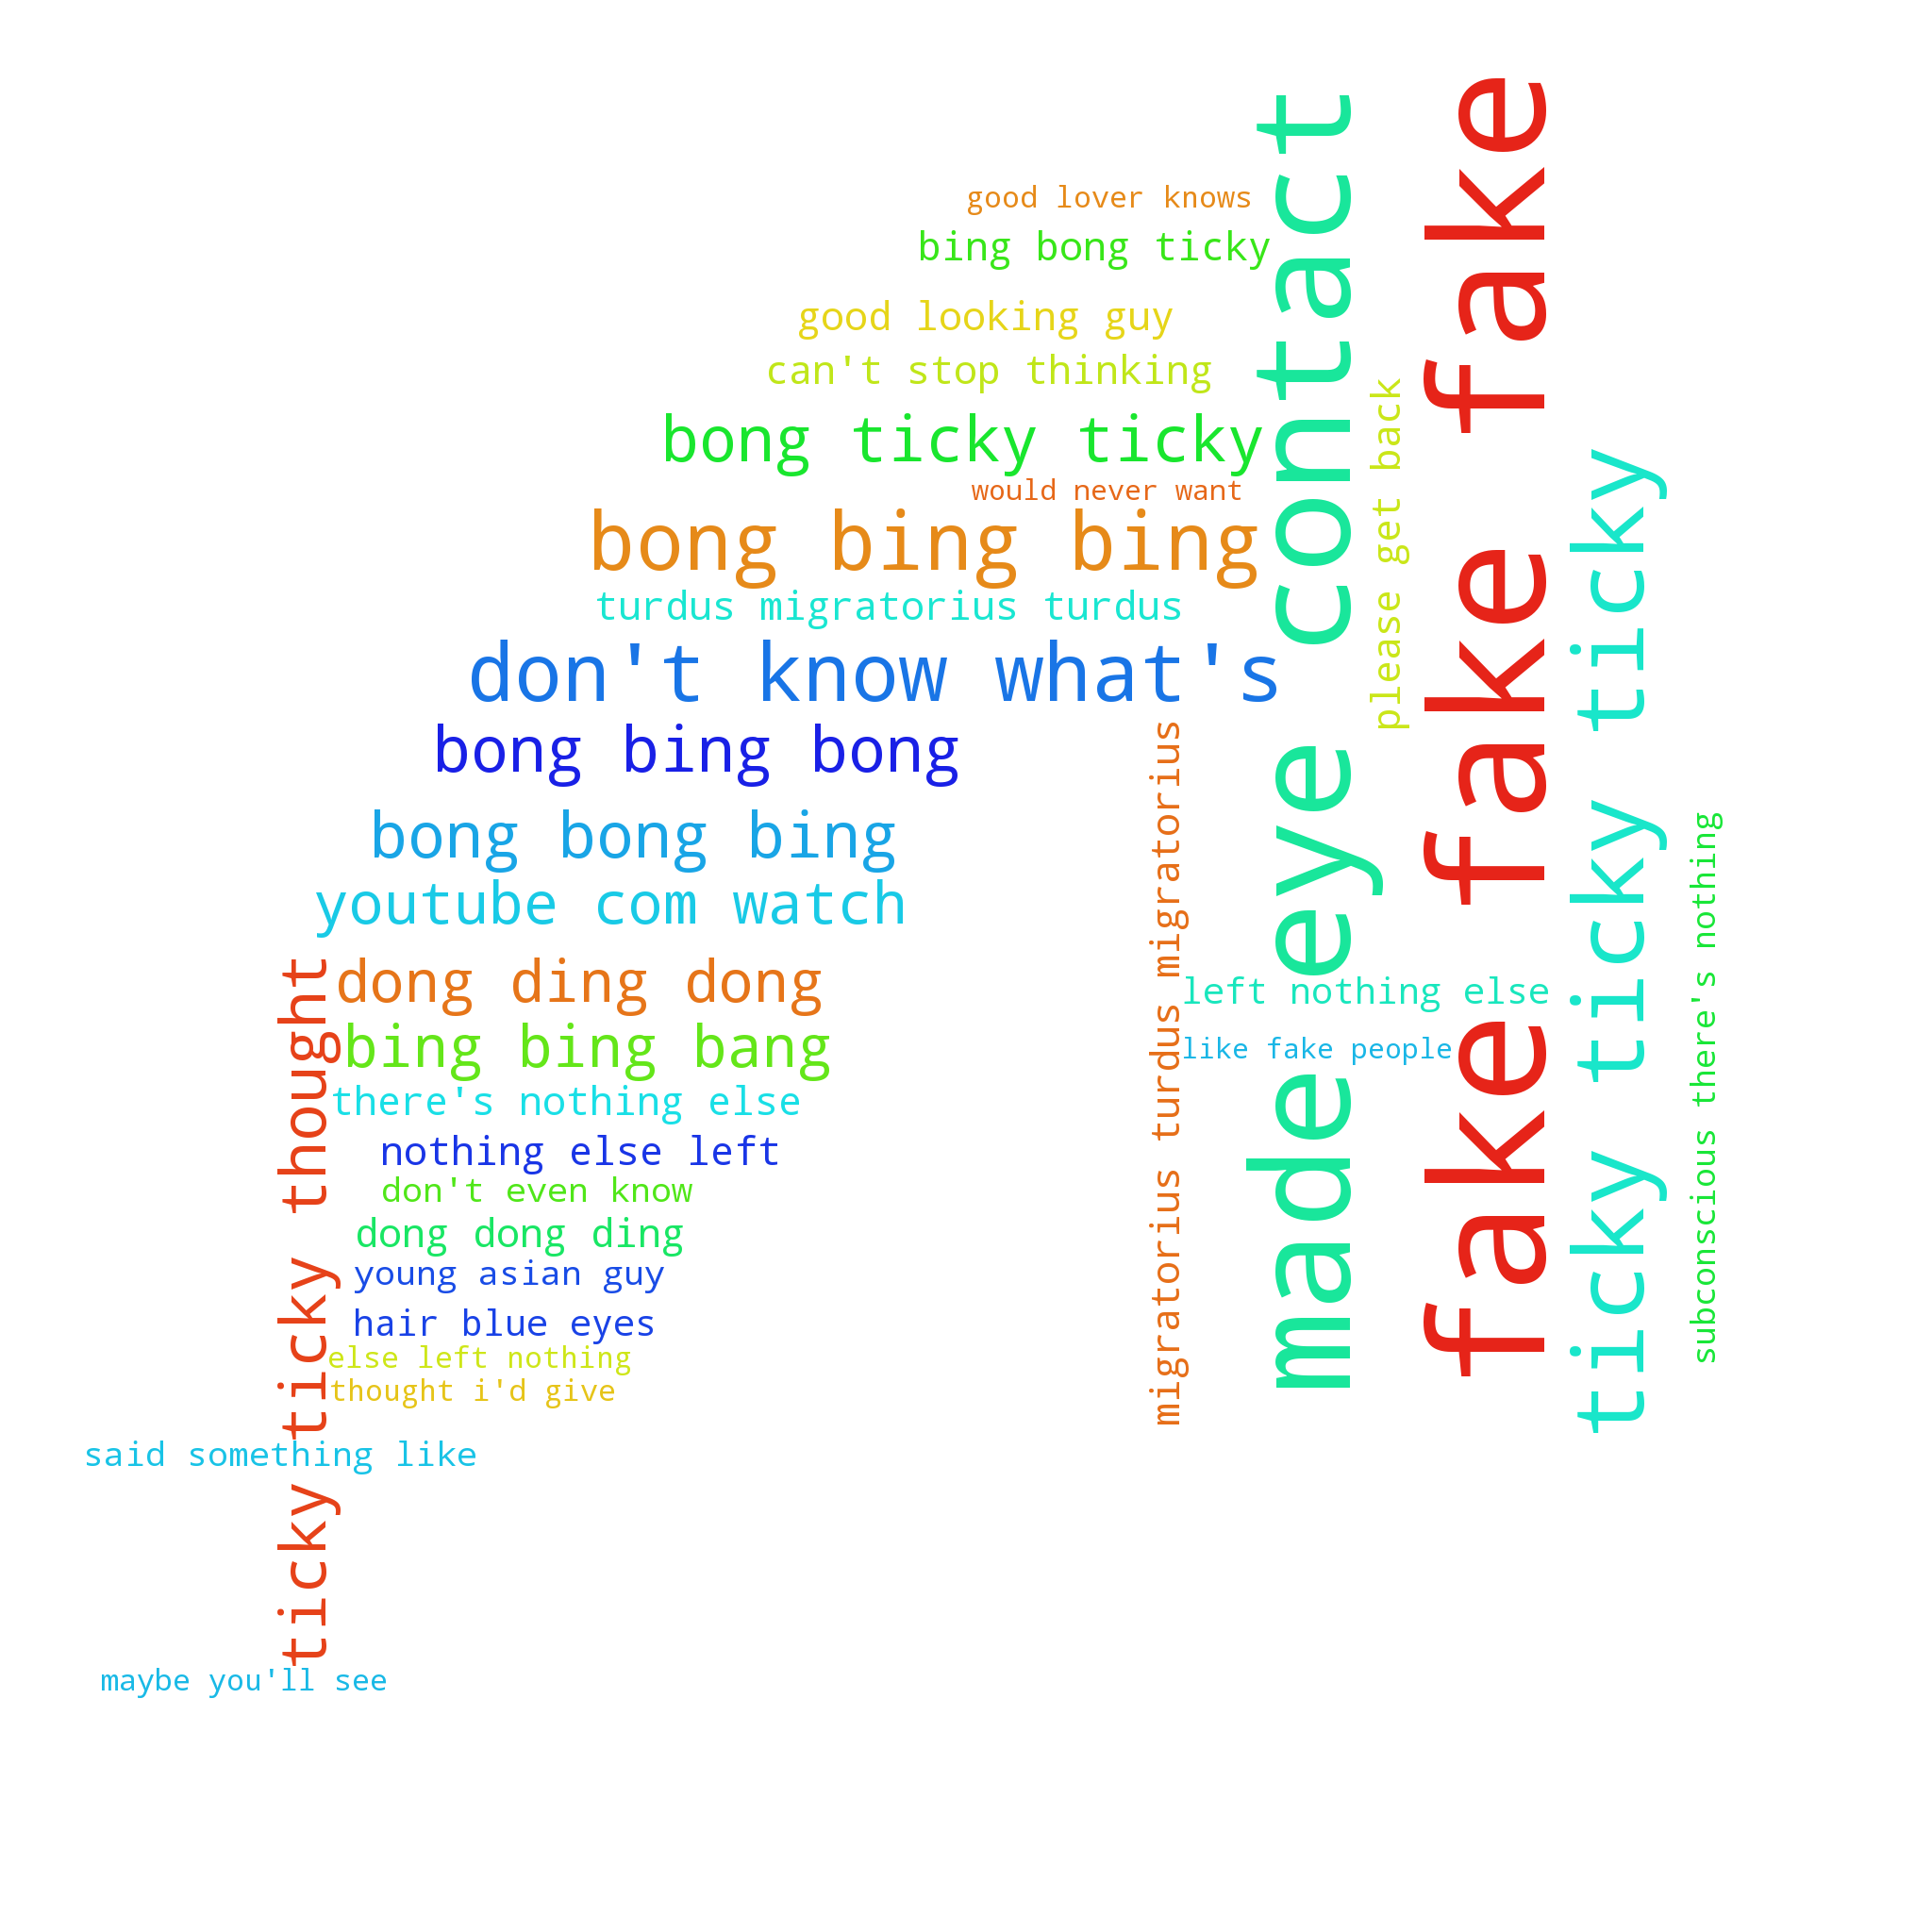 good lover knows
bing bong ticky
good looking guy
can't stop thinking
bong ticky ticky
would never want
bong bing bing
turdus migratorius turdus
don't know what's
bong bing bong
bong bong bing
youtube com watch
dong ding dong
bing bing bang
there's nothing else
nothing else left
don't even know
dong dong ding
young asian guy
hair blue eyes
else left nothing
thought i'd give
said something like
maybe you'll see
ticky ticky thought
migratorius turdus migratorius
made eye contact
please get back
left nothing else
like fake people
fake fake fake
ticky ticky ticky
subconscious there's nothing